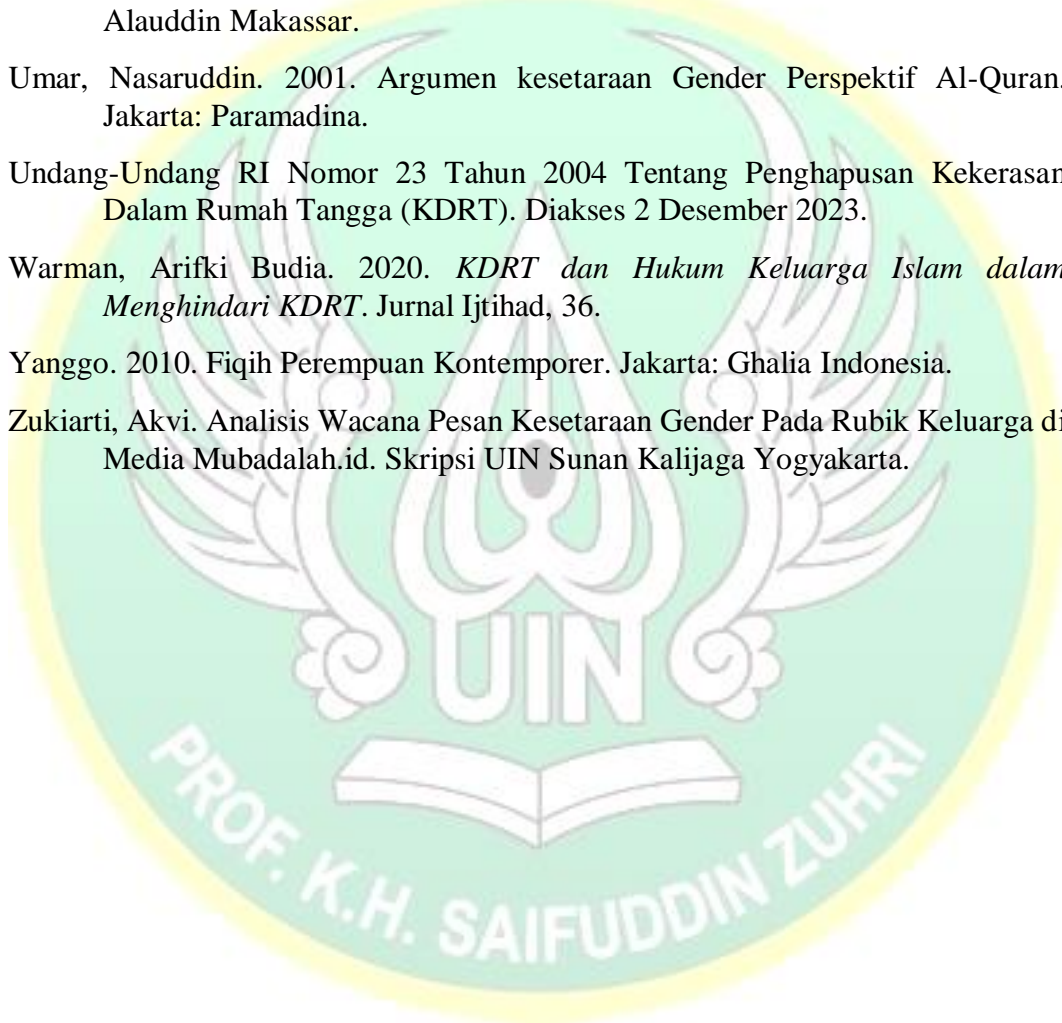 Alauddin Makassar.
Umar, Nasaruddin. 2001. Argumen kesetaraan Gender Perspektif Al-Quran.
Jakarta: Paramadina.
Undang-Undang RI Nomor 23 Tahun 2004 Tentang Penghapusan Kekerasan
Dalam Rumah Tangga (KDRT). Diakses 2 Desember 2023.
Warman, Arifki Budia. 2020. KDRT dan Hukum Keluarga Islam dalam
Menghindari KDRT. Jurnal Ijtihad, 36.
Yanggo. 2010. Fiqih Perempuan Kontemporer. Jakarta: Ghalia Indonesia.
Zukiarti, Akvi. Analisis Wacana Pesan Kesetaraan Gender Pada Rubik Keluarga di
Media Mubadalah.id. Skripsi UIN Sunan Kalijaga Yogyakarta.
UIN
PROF. K.H. SAIFUDDIN ZUHRI